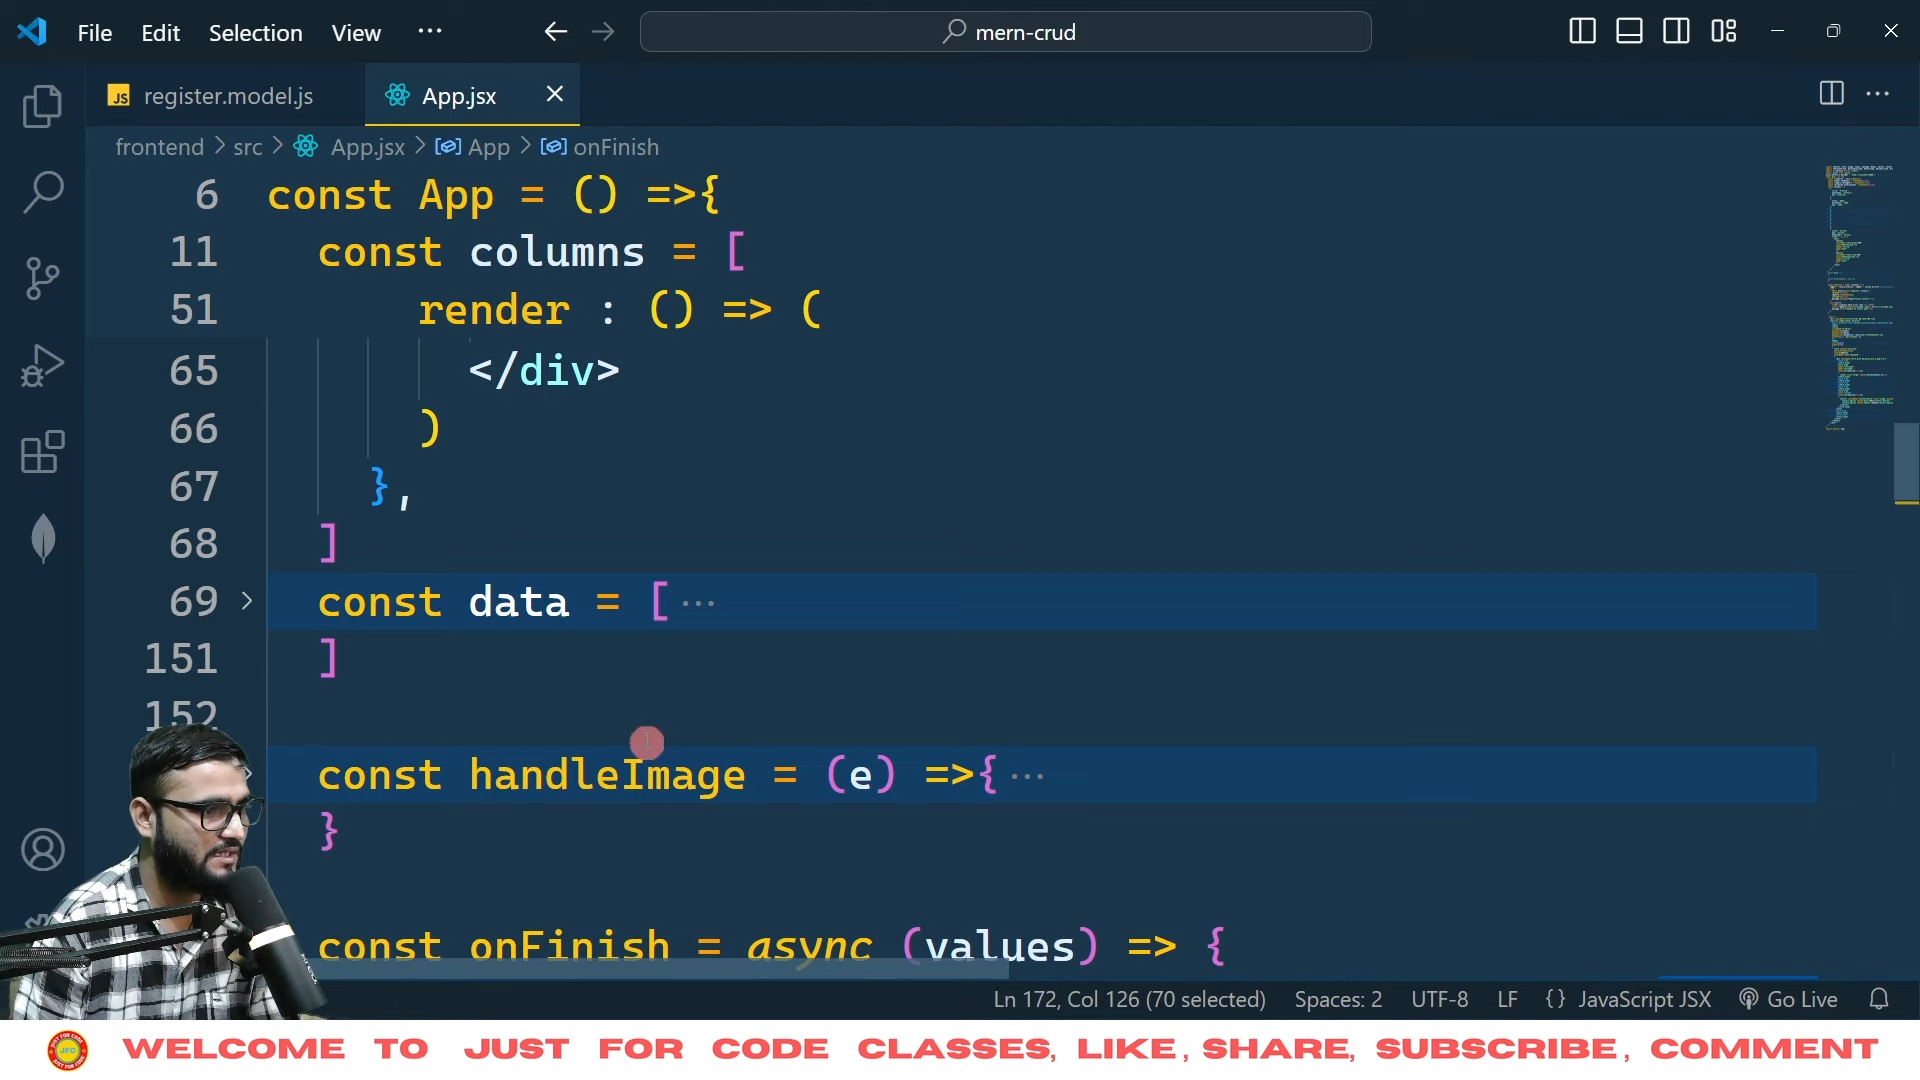 File Edit Selection View ··· mern-crud
JS register.model.js App.jsx
frontend > src > App.jsx > App > onFinish
6 const App = () =>{
11 const columns = [
51 render : () => (
65 </div>
66 )
67 },
68 ]
69 const data = [ ···
151 ]
152
const handleImage = (e) =>{ ···
}
const onFinish = async (values) => {
Ln 172, Col 126 (70 selected) Spaces: 2 UTF-8 LF {} JavaScript JSX Go Live
JFC WELCOME TO JUST FOR CODE CLASSES, LIKE, SHARE, SUBSCRIBE, COMMENT